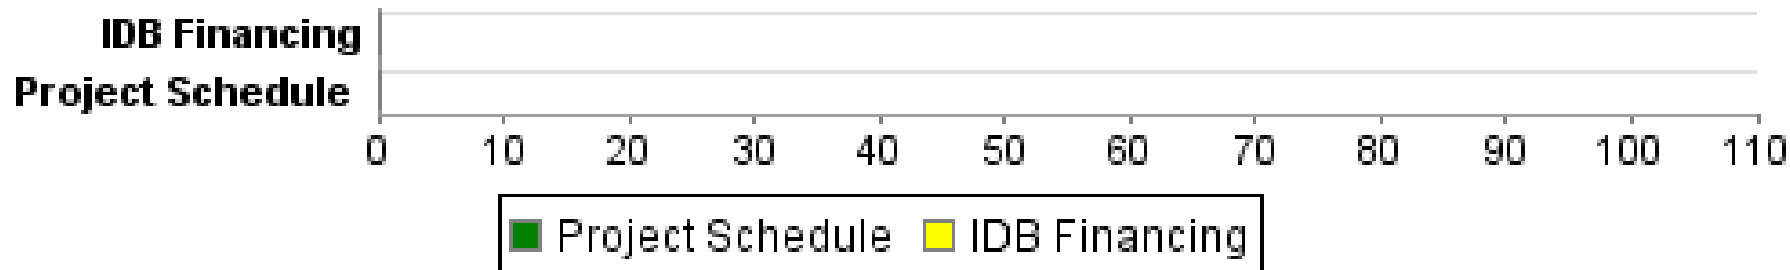 IDB Financing
Project Schedule
0 10 20 30 40 50 60 70 80 90 100 110
Project Schedule IDB Financing